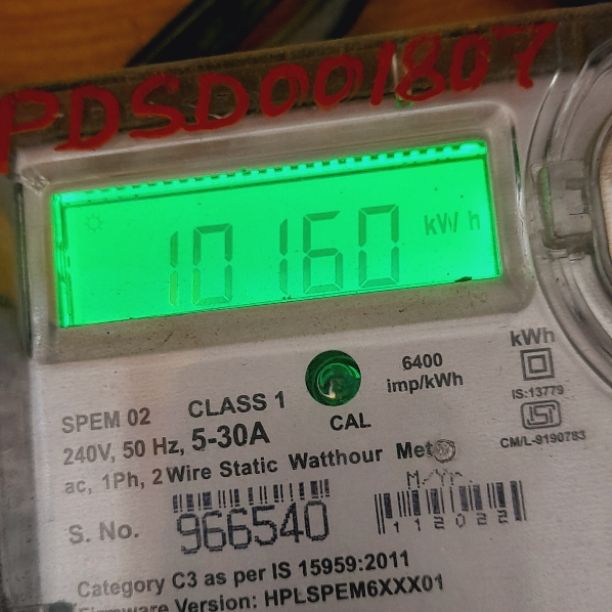 PDSD001807
10160 kWh
kWh
6400
imp/kWh
IS:13779
ISI
CM/L-9190783
CAL
SPEM 02 CLASS 1
240V, 50 Hz, 5-30A
ac, 1Ph, 2 Wire Static Watthour Met
M/Yr.
S. No. 966540
112022
Category C3 as per IS 15959:2011
Firmware Version: HPLSPEM6XXX01